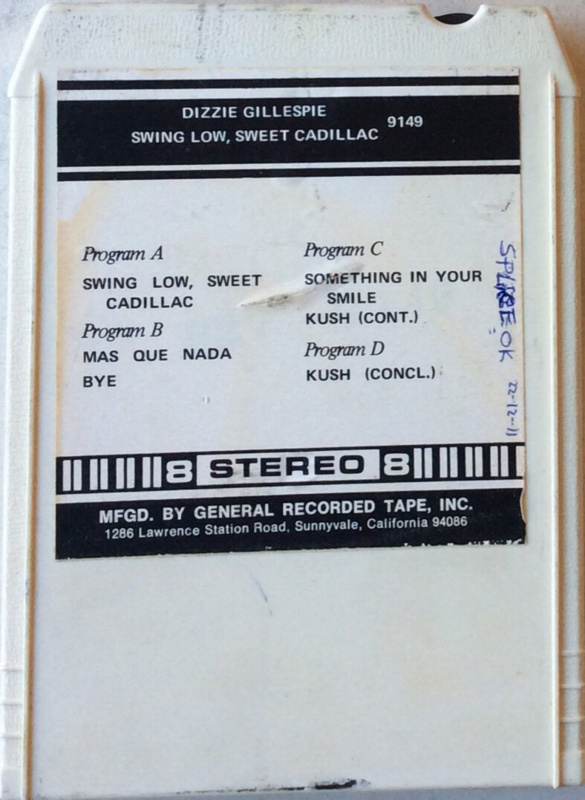 DIZZIE GILLESPIE
SWING LOW, SWEET CADILLAC 9149
Program A
SWING LOW, SWEET
CADILLAC
Program B
MAS QUE NADA
BYE
Program C
SOMETHING IN YOUR
SMILE
KUSH (CONT.)
Program D
KUSH (CONCL.)
SPLICE OK 22-12-11
8 STEREO 8
MFGD. BY GENERAL RECORDED TAPE, INC.
1286 Lawrence Station Road, Sunnyvale, California 94086